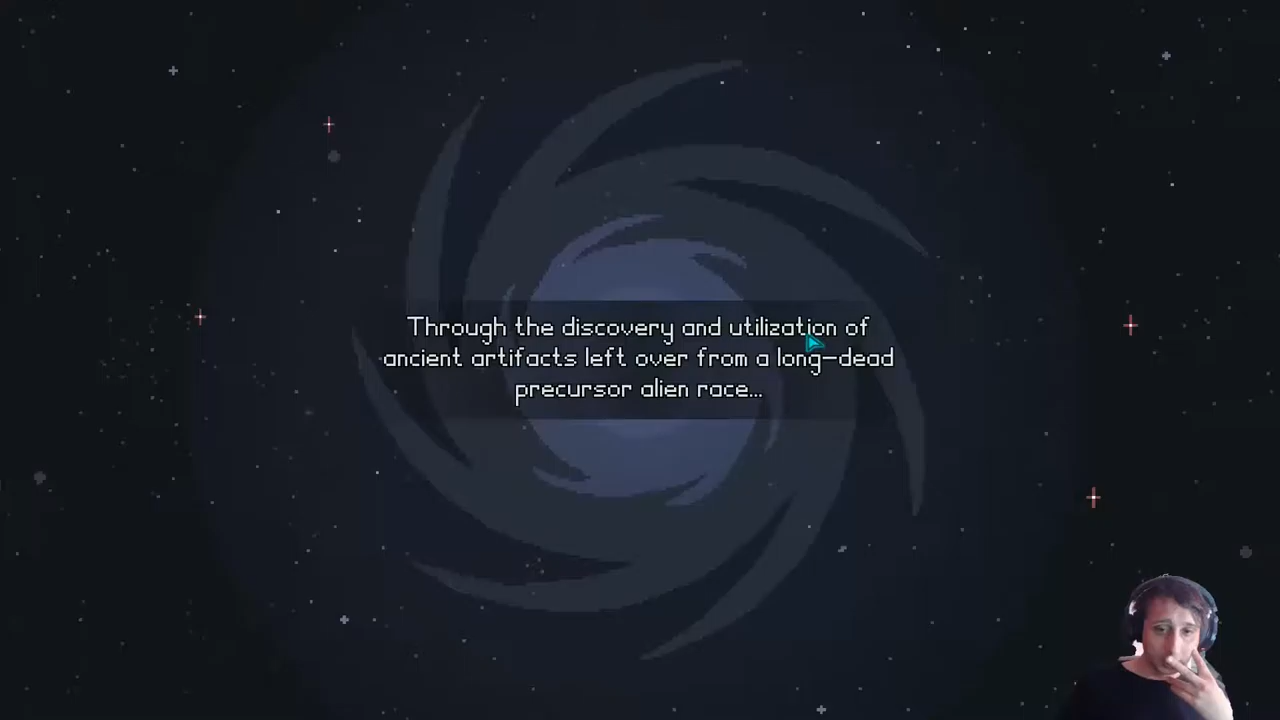 Through the discovery and utilization of
ancient artifacts left over from a long-dead
precursor alien race...